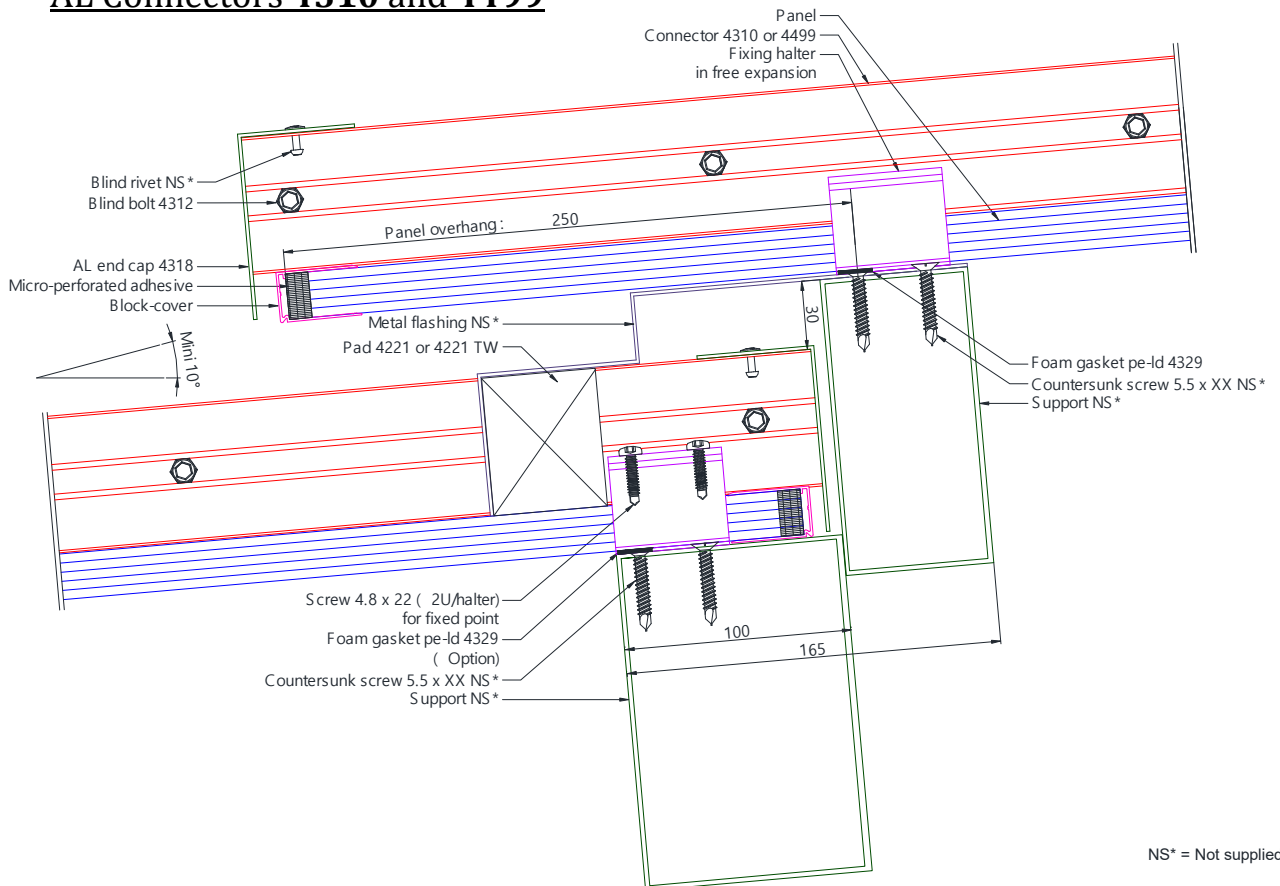 AL Connectors 4310 and 4499
Panel
Connector 4310 or 4499
Fixing halter
in free expansion
Blind rivet NS*
Blind bolt 4312
Panel overhang: 250
AL end cap 4318
Micro-perforated adhesive
Block-cover
Metal flashing NS*
Pad 4221 or 4221 TW
30
Mini 10°
Foam gasket pe-ld 4329
Countersunk screw 5.5 x XX NS*
Support NS*
Screw 4.8 x 22 ( 2U/halter)
for fixed point
Foam gasket pe-ld 4329
( Option)
Countersunk screw 5.5 x XX NS*
Support NS*
100
165
NS* = Not supplied